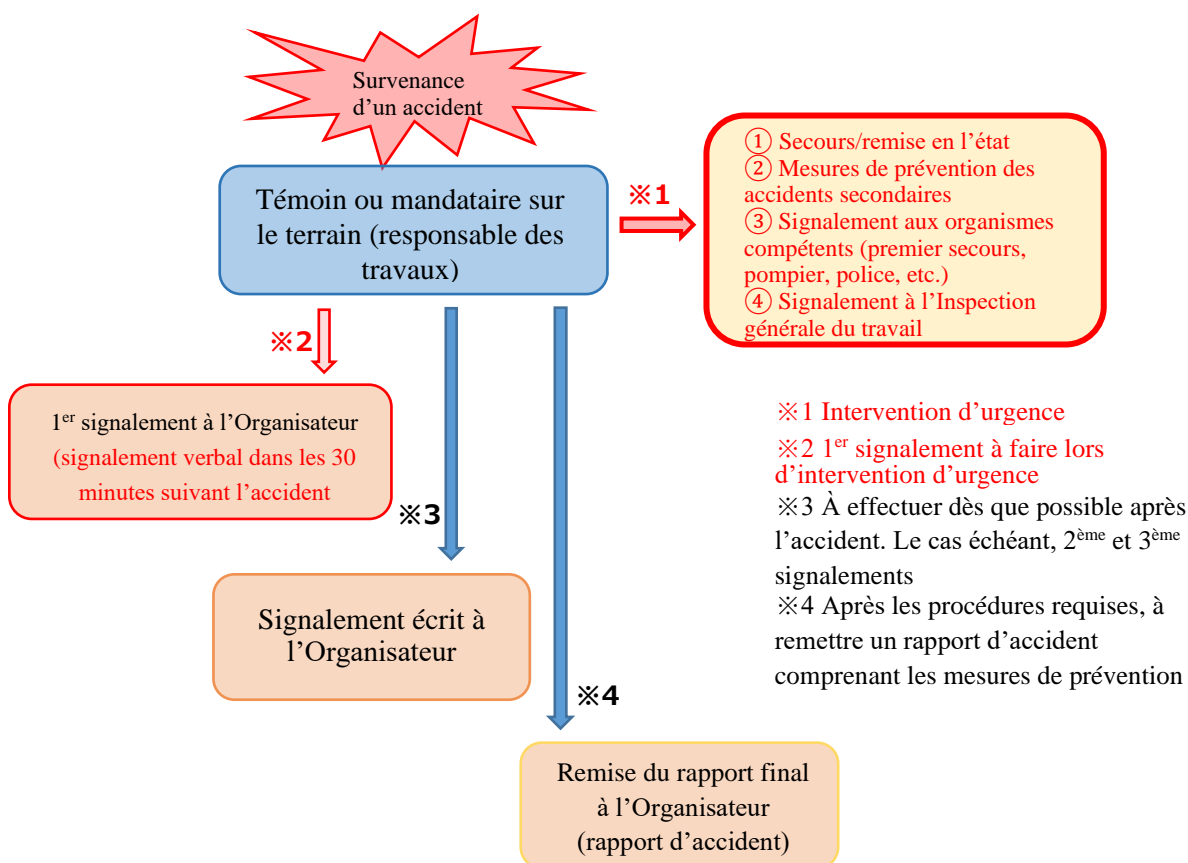 Survenance
d’un accident
Témoin ou mandataire sur
le terrain (responsable des
travaux)
※1
① Secours/remise en l’état
② Mesures de prévention des
accidents secondaires
③ Signalement aux organismes
compétents (premier secours,
pompier, police, etc.)
④ Signalement à l’Inspection
générale du travail
※2
1er signalement à l’Organisateur
(signalement verbal dans les 30
minutes suivant l’accident
※3
Signalement écrit à
l’Organisateur
※4
Remise du rapport final
à l’Organisateur
(rapport d’accident)
※1 Intervention d’urgence
※2 1er signalement à faire lors
d’intervention d’urgence
※3 À effectuer dès que possible après
l’accident. Le cas échéant, 2ème et 3ème
signalements
※4 Après les procédures requises, à
remettre un rapport d’accident
comprenant les mesures de prévention